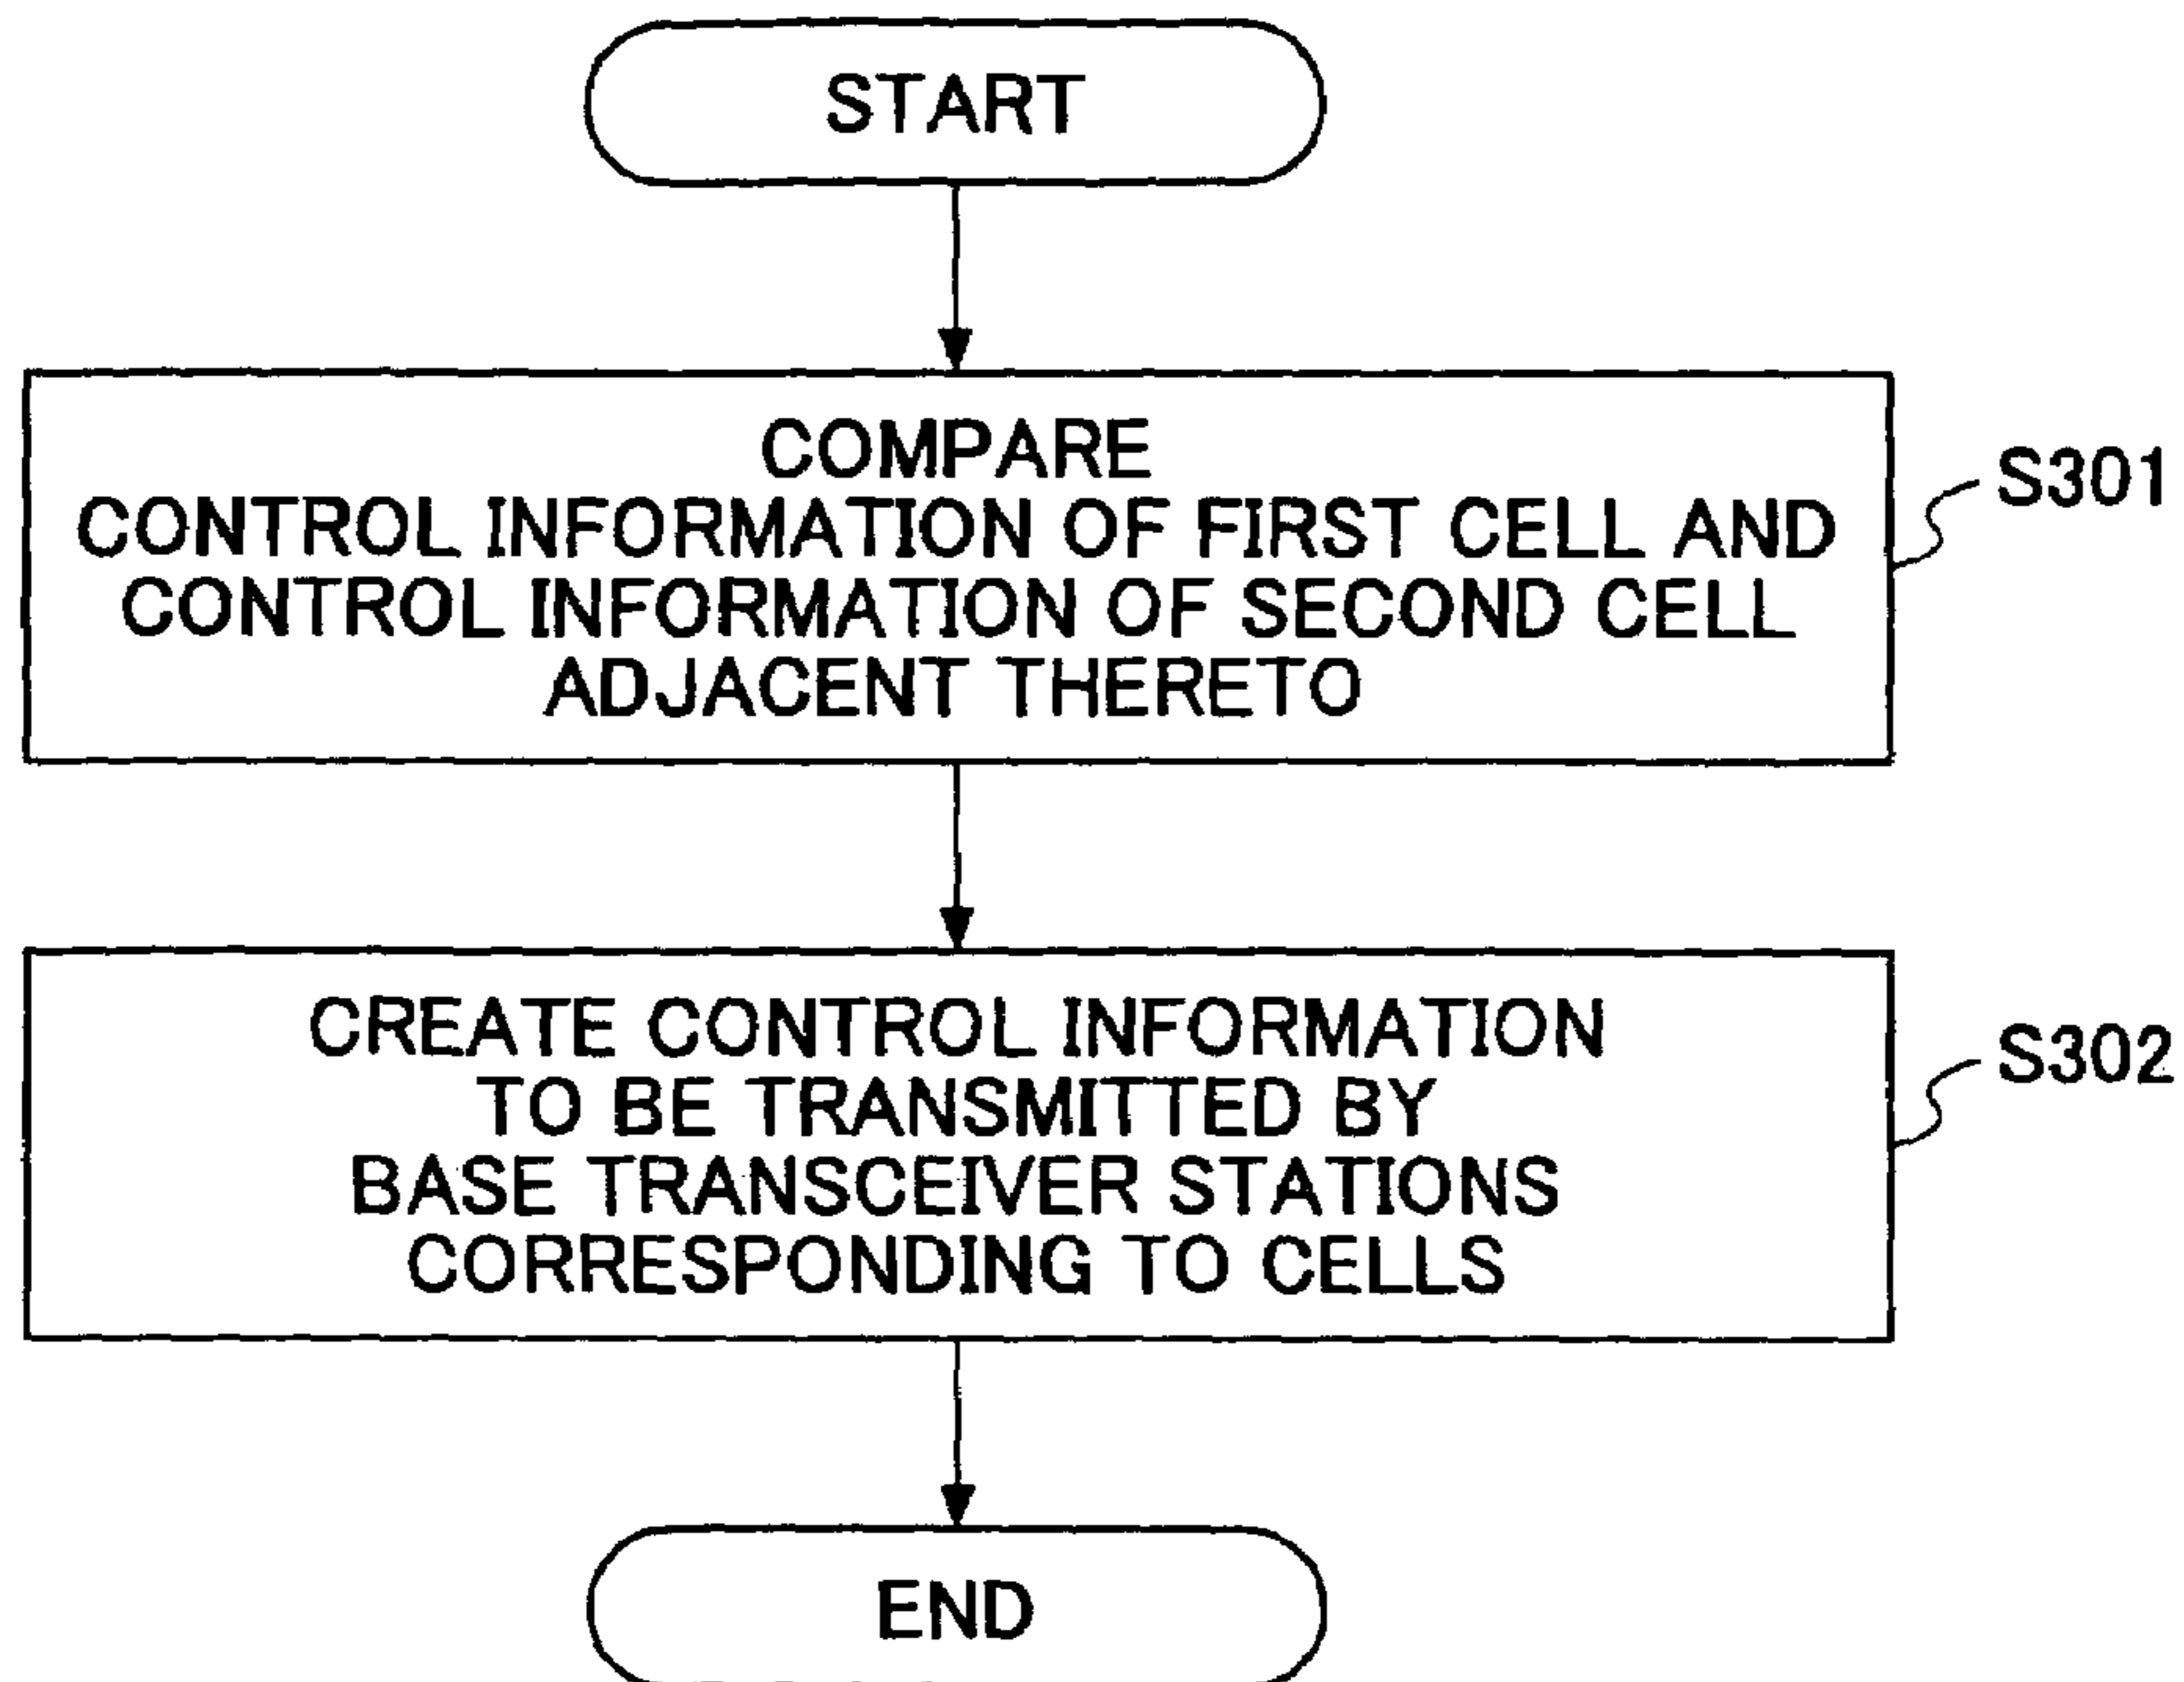 START
COMPARE
CONTROL INFORMATION OF FIRST CELL AND
CONTROL INFORMATION OF SECOND CELL
ADJACENT THERETO
S301
CREATE CONTROL INFORMATION
TO BE TRANSMITTED BY
BASE TRANSCEIVER STATIONS
CORRESPONDING TO CELLS
S302
END